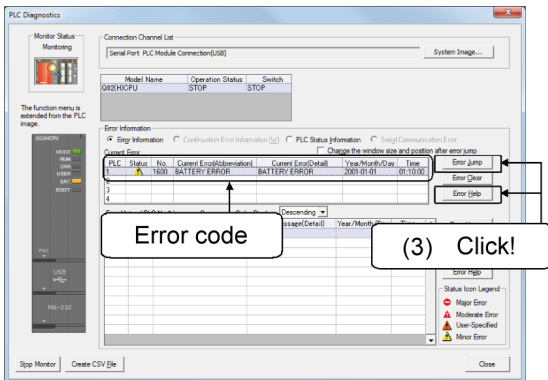 PLC Diagnostics
Monitor Status
Monitoring
Connection Channel List
Serial Port PLC Module Connection(USB)
System Image...
Model Name Operation Status Switch
Q02(H)CPU STOP STOP
The function menu is
extended from the PLC
image.
Error Information
Error Information Continuation Error Information(W) PLC Status Information Serial Communication Error
Current Error Change the window size and position after error jump
PLC Status No. Current Error(Abbreviation) Current Error(Detail) Year/Month/Day Time
1 1600 BATTERY ERROR BATTERY ERROR 2001-01-01 01:10:00
2
3
4
Error Jump
Error Clear
Error Help
MODE
RUN
ERR.
USER
BAT
BOOT
PULL
USB
RS-232
Descending
Message(Detail) Year/Month/Day Time
Error code
(3) Click!
Error Help
Status Icon Legend
Major Error
Moderate Error
User-Specified
Minor Error
Stop Monitor
Create CSV File
Close